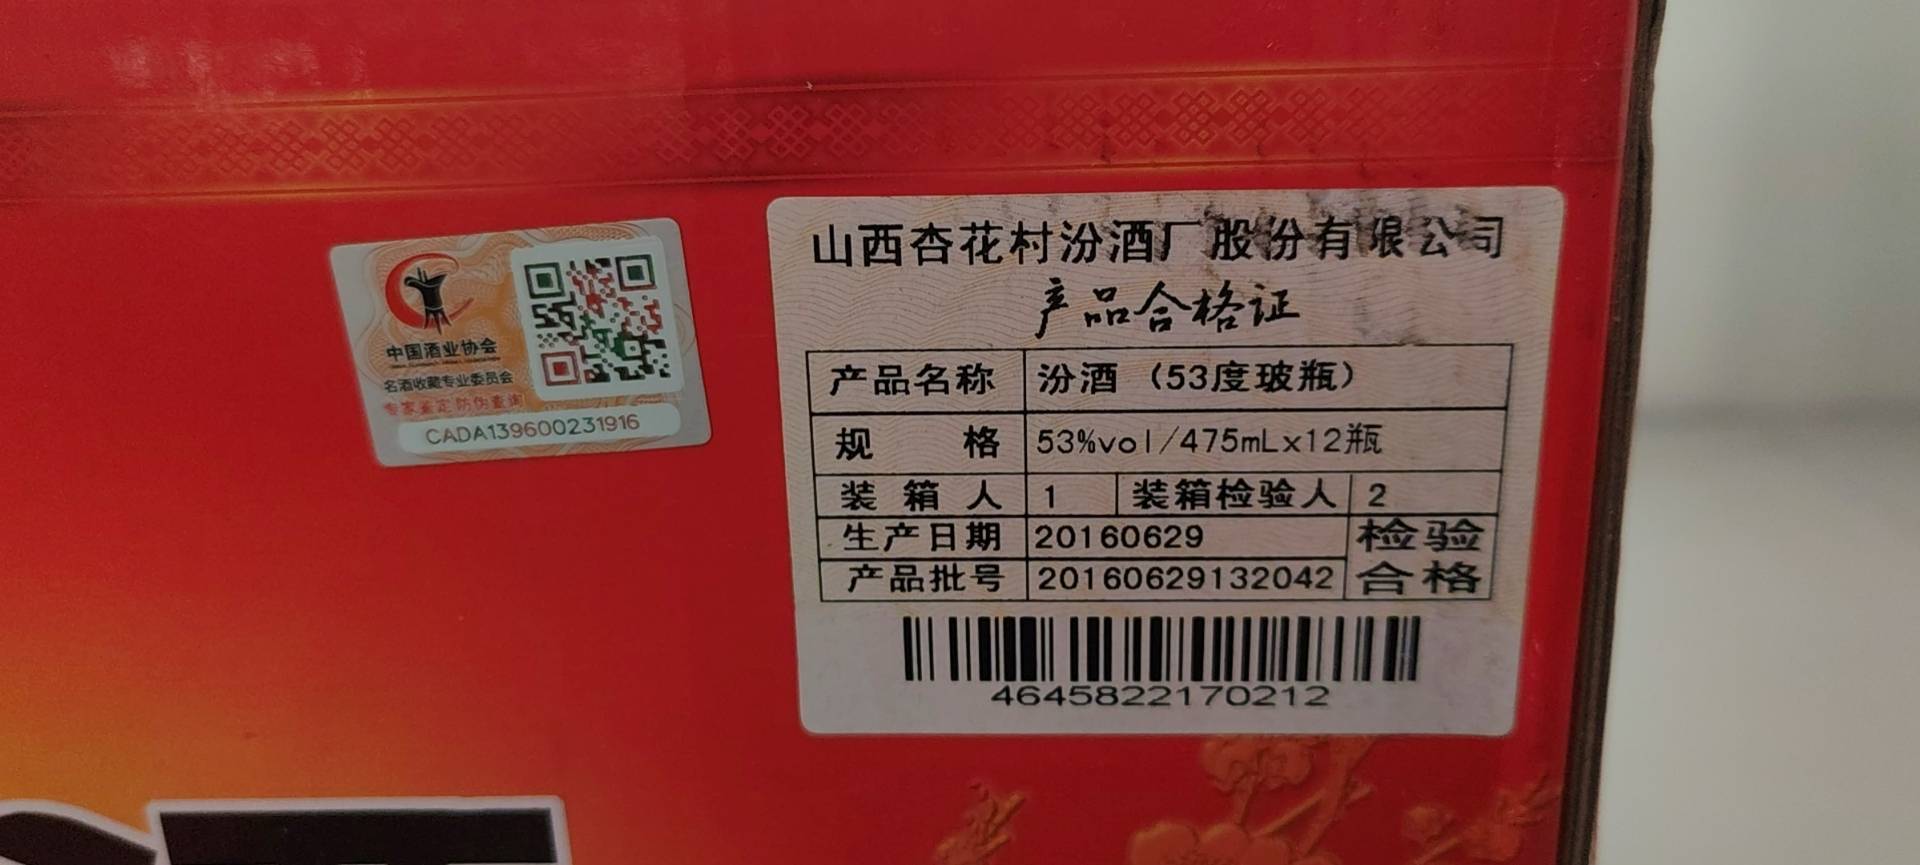 中国酒业协会
名酒收藏专业委员会
专家鉴定 防伪查询
CADA139600231916
山西杏花村汾酒厂股份有限公司
产品合格证
产品名称 汾酒（53度玻瓶）
规 格 53%vol/475mLx12瓶
装箱人 1 装箱检验人 2
生产日期 20160629 检验
产品批号 20160629132042 合格
4645822170212